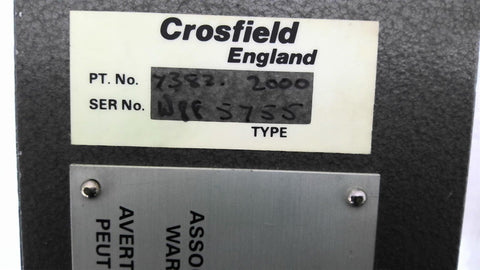 Crosfield
England
PT. No. 7382. 2000
SER No. 5755
TYPE
ASSO
WAR
AVERT
PEUT